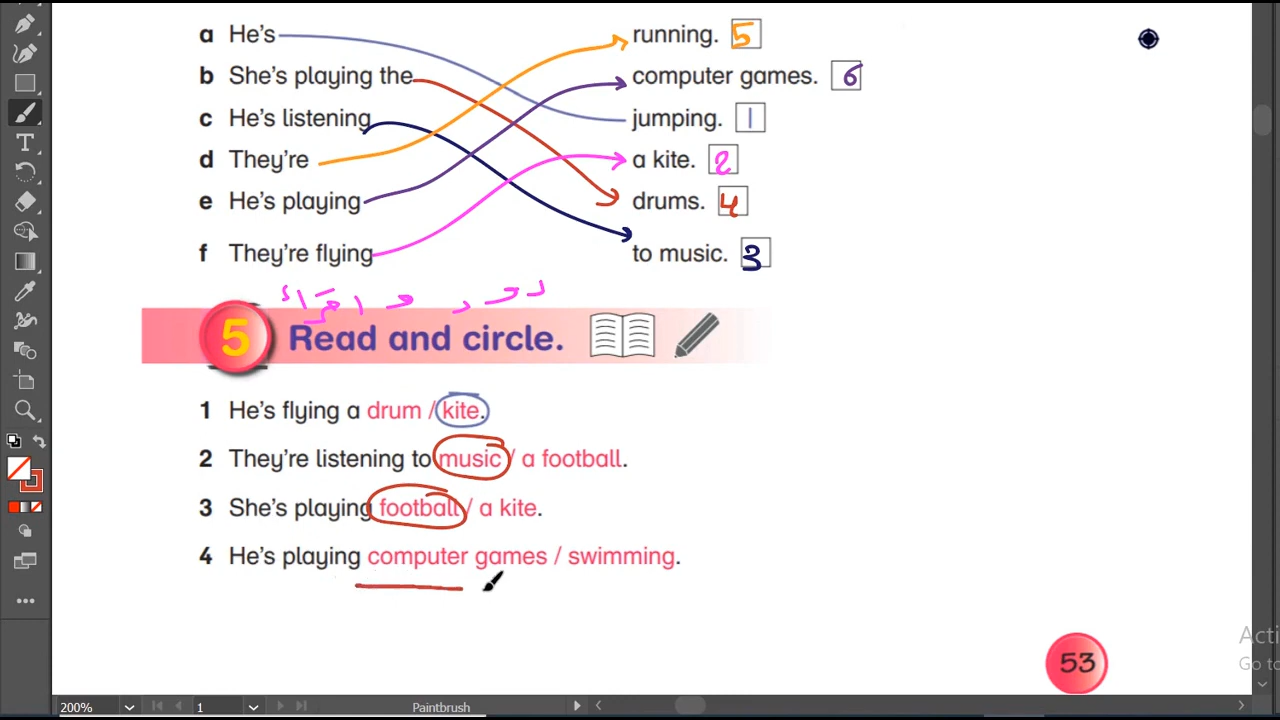 a He's running. 5
b She's playing the computer games. 6
c He's listening jumping. 1
d They're a kite. 2
e He's playing drums. 4
f They're flying to music. 3
5 Read and circle.
1 He's flying a drum / kite.
2 They're listening to music / a football.
3 She's playing football / a kite.
4 He's playing computer games / swimming.
53
Go to
200% 1 Paintbrush